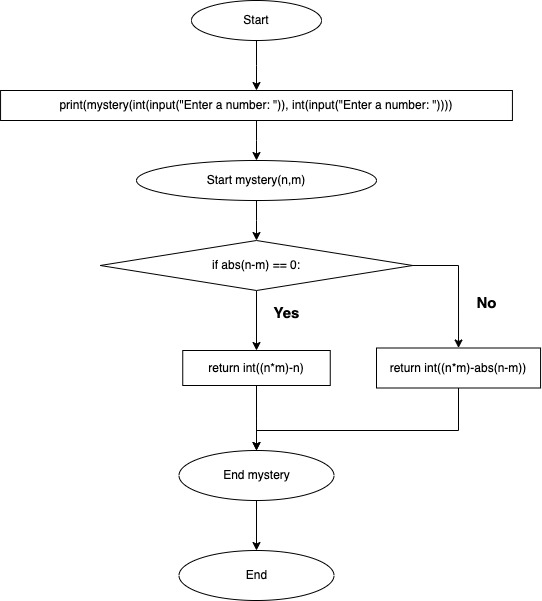 Start
print(mystery(int(input("Enter a number: ")), int(input("Enter a number: "))))
Start mystery(n,m)
if abs(n-m) == 0:
Yes
No
return int((n*m)-n)
return int((n*m)-abs(n-m))
End mystery
End